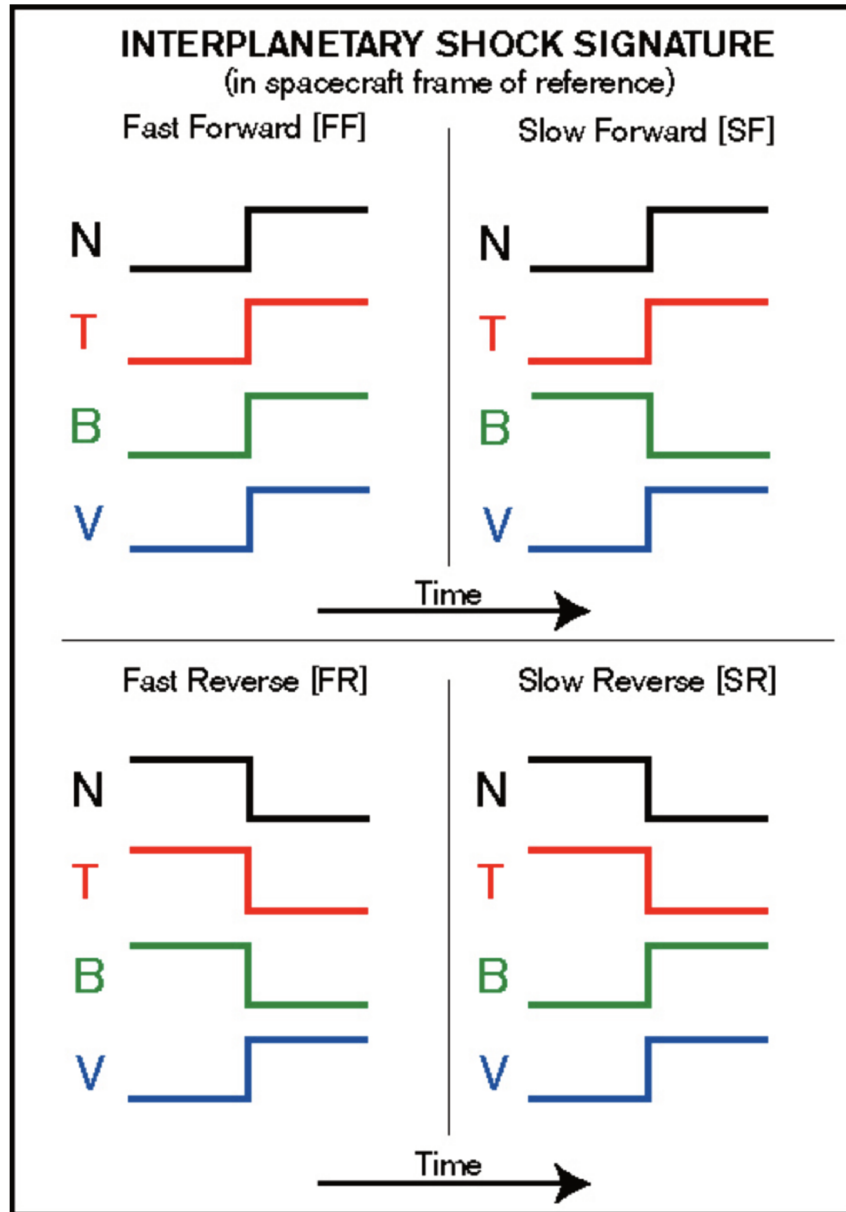 INTERPLANETARY SHOCK SIGNATURE
(in spacecraft frame of reference)
Fast Forward [FF]
N
T
B
V
Slow Forward [SF]
N
T
B
V
Time
Fast Reverse [FR]
N
T
B
V
Slow Reverse [SR]
N
T
B
V
Time